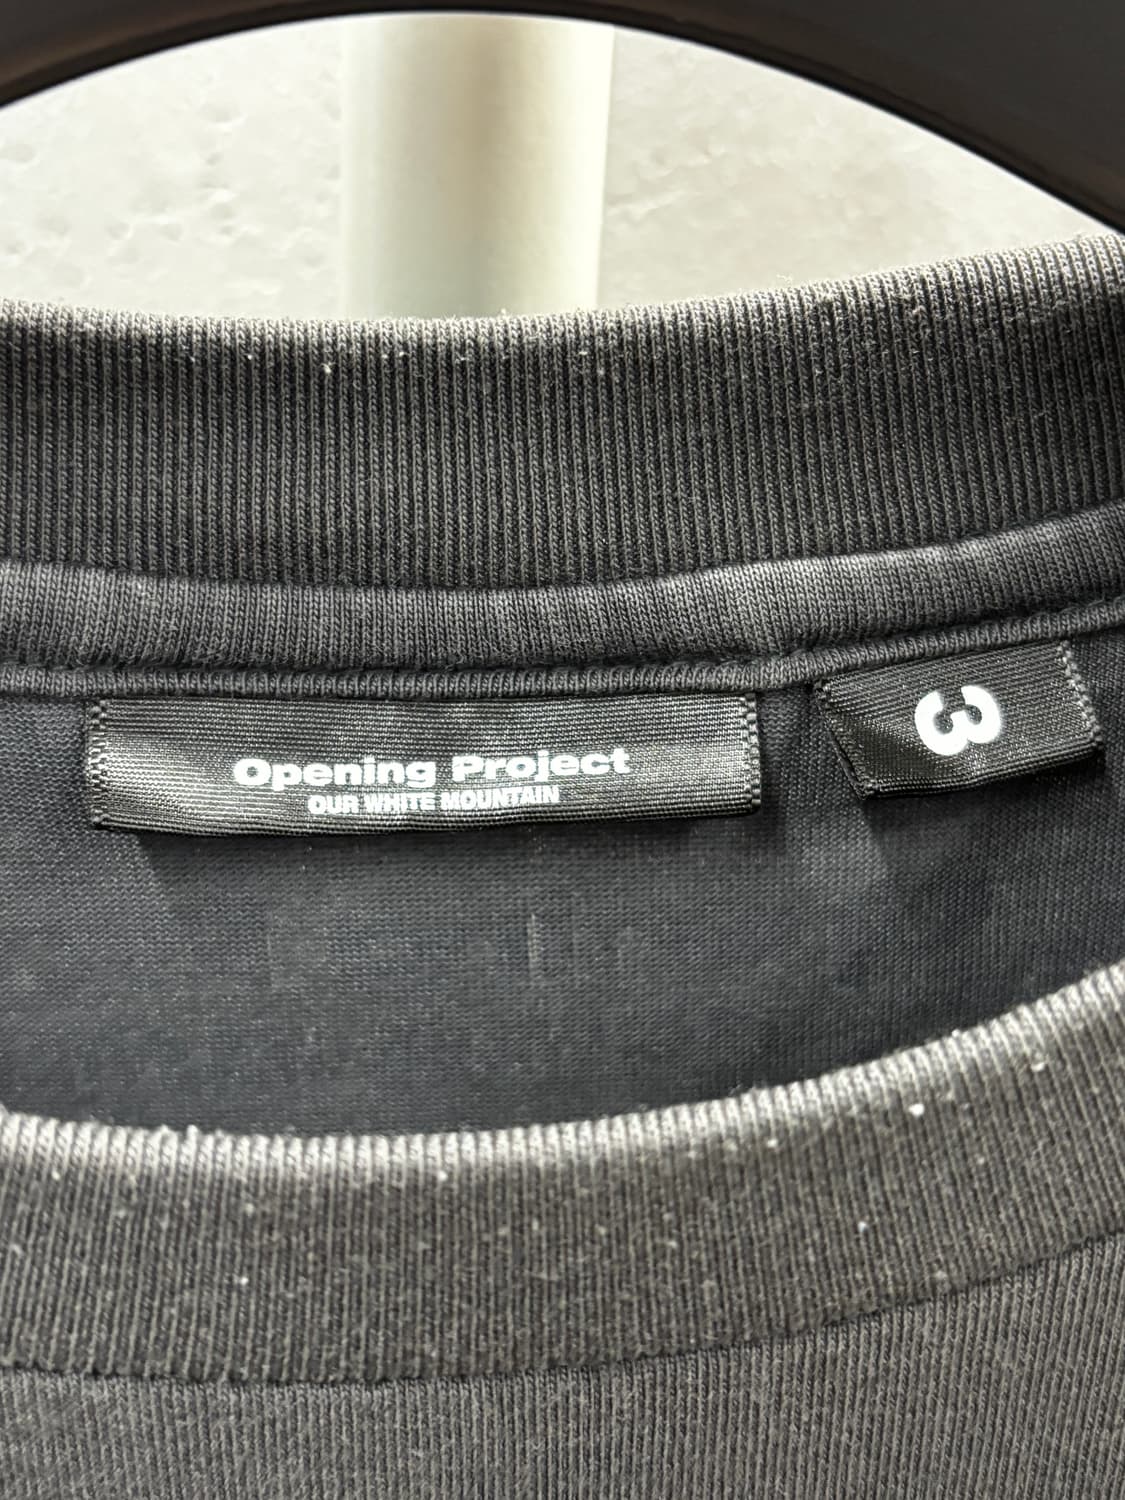 Opening Project
OUR WHITE MOUNTAIN
3